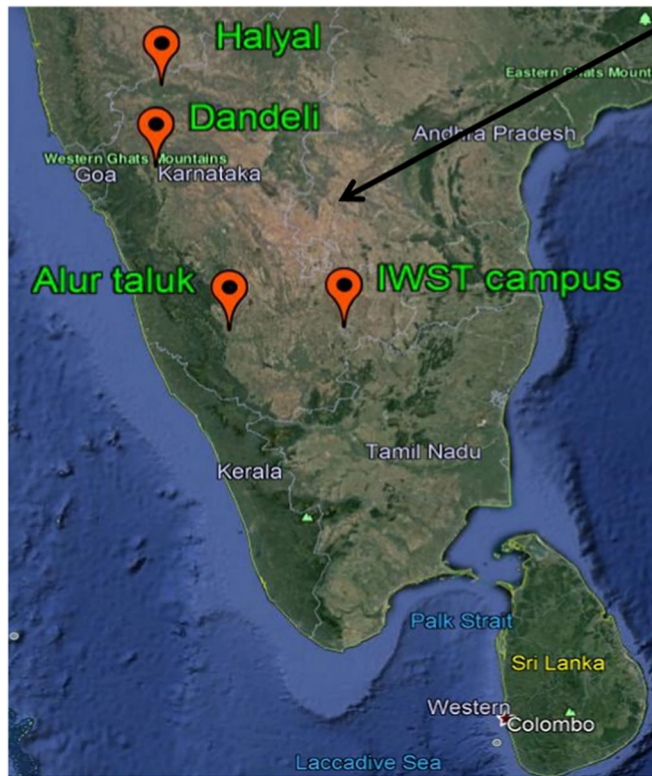 Halyal
Eastern Ghats Mount
Dandeli
Andhra Pradesh
Western Ghats Mountains
Goa
Karnataka
Alur taluk
IWST campus
Tamil Nadu
Kerala
Palk Strait
Sri Lanka
Western
Colombo
Laccadive Sea